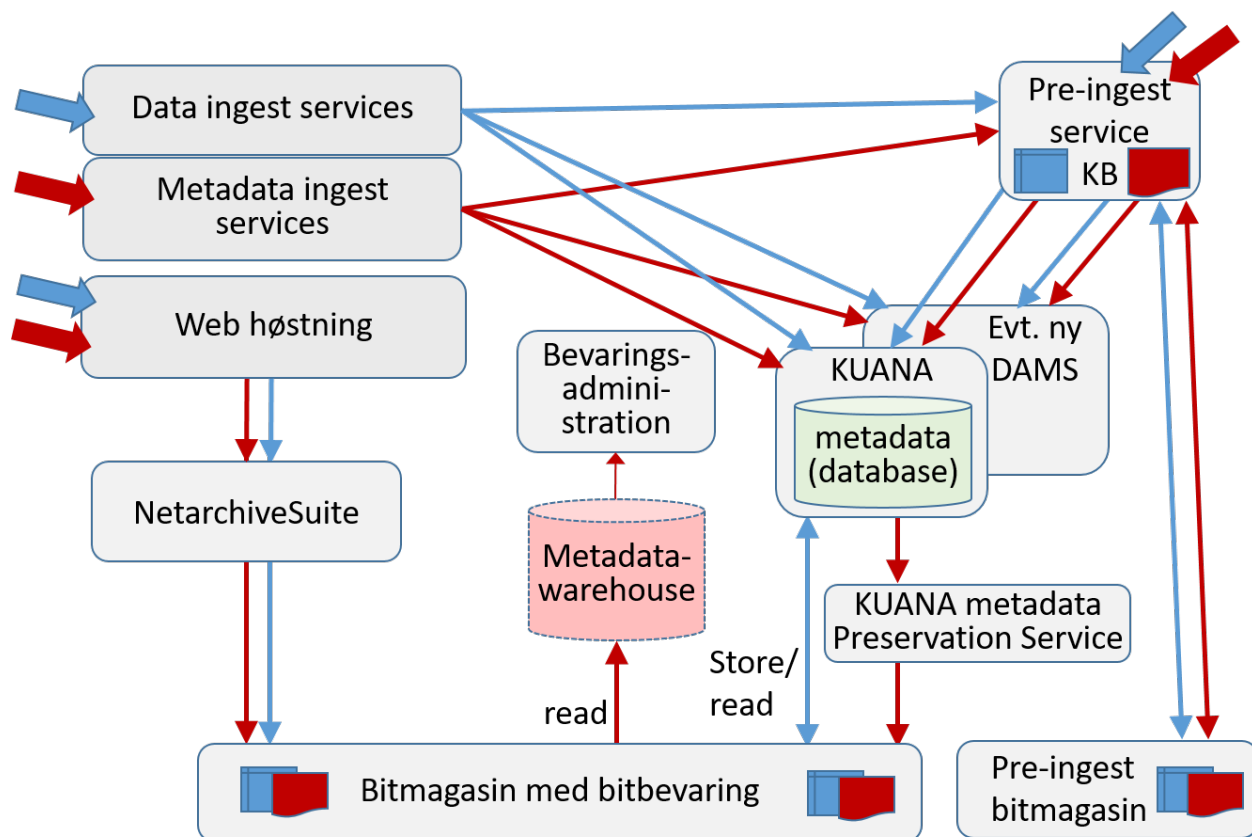 Data ingest services
Metadata ingest
services
Web høstning
NetarchiveSuite
Bevarings-
admini-
stration
Metadata-
warehouse
read
Pre-ingest
service
KB
Evt. ny
DAMS
KUANA
metadata
(database)
KUANA metadata
Preservation Service
Store/
read
Bitmagasin med bitbevaring
Pre-ingest
bitmagasin